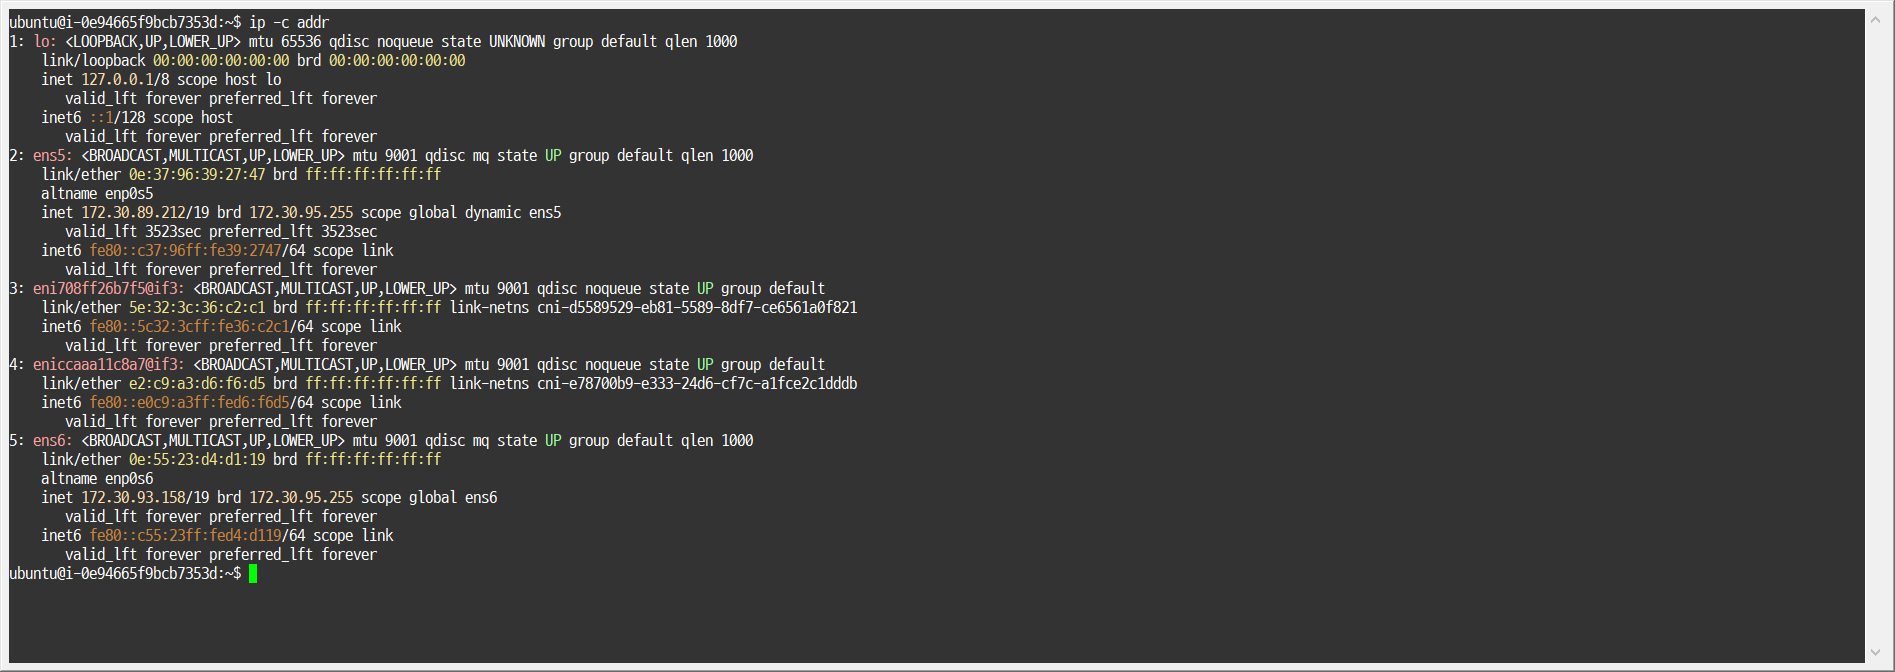 ubuntu@i-0e94665f9bcb7353d:~$ ip -c addr
1: lo: <LOOPBACK,UP,LOWER_UP> mtu 65536 qdisc noqueue state UNKNOWN group default qlen 1000
    link/loopback 00:00:00:00:00:00 brd 00:00:00:00:00:00
    inet 127.0.0.1/8 scope host lo
       valid_lft forever preferred_lft forever
    inet6 ::1/128 scope host
       valid_lft forever preferred_lft forever
2: ens5: <BROADCAST,MULTICAST,UP,LOWER_UP> mtu 9001 qdisc mq state UP group default qlen 1000
    link/ether 0e:37:96:39:27:47 brd ff:ff:ff:ff:ff:ff
    altname enp0s5
    inet 172.30.89.212/19 brd 172.30.95.255 scope global dynamic ens5
       valid_lft 3523sec preferred_lft 3523sec
    inet6 fe80::c37:96ff:fe39:2747/64 scope link
       valid_lft forever preferred_lft forever
3: eni708ff26b7f5@if3: <BROADCAST,MULTICAST,UP,LOWER_UP> mtu 9001 qdisc noqueue state UP group default
    link/ether 5e:32:3c:36:c2:c1 brd ff:ff:ff:ff:ff:ff link-netns cni-d5589529-eb81-5589-8df7-ce6561a0f821
    inet6 fe80::5c32:3cff:fe36:c2c1/64 scope link
       valid_lft forever preferred_lft forever
4: eniccaaa11c8a7@if3: <BROADCAST,MULTICAST,UP,LOWER_UP> mtu 9001 qdisc noqueue state UP group default
    link/ether e2:c9:a3:d6:f6:d5 brd ff:ff:ff:ff:ff:ff link-netns cni-e78700b9-e333-24d6-cf7c-a1fce2c1dddb
    inet6 fe80::e0c9:a3ff:fed6:f6d5/64 scope link
       valid_lft forever preferred_lft forever
5: ens6: <BROADCAST,MULTICAST,UP,LOWER_UP> mtu 9001 qdisc mq state UP group default qlen 1000
    link/ether 0e:55:23:d4:d1:19 brd ff:ff:ff:ff:ff:ff
    altname enp0s6
    inet 172.30.93.158/19 brd 172.30.95.255 scope global ens6
       valid_lft forever preferred_lft forever
    inet6 fe80::c55:23ff:fed4:d119/64 scope link
       valid_lft forever preferred_lft forever
ubuntu@i-0e94665f9bcb7353d:~$